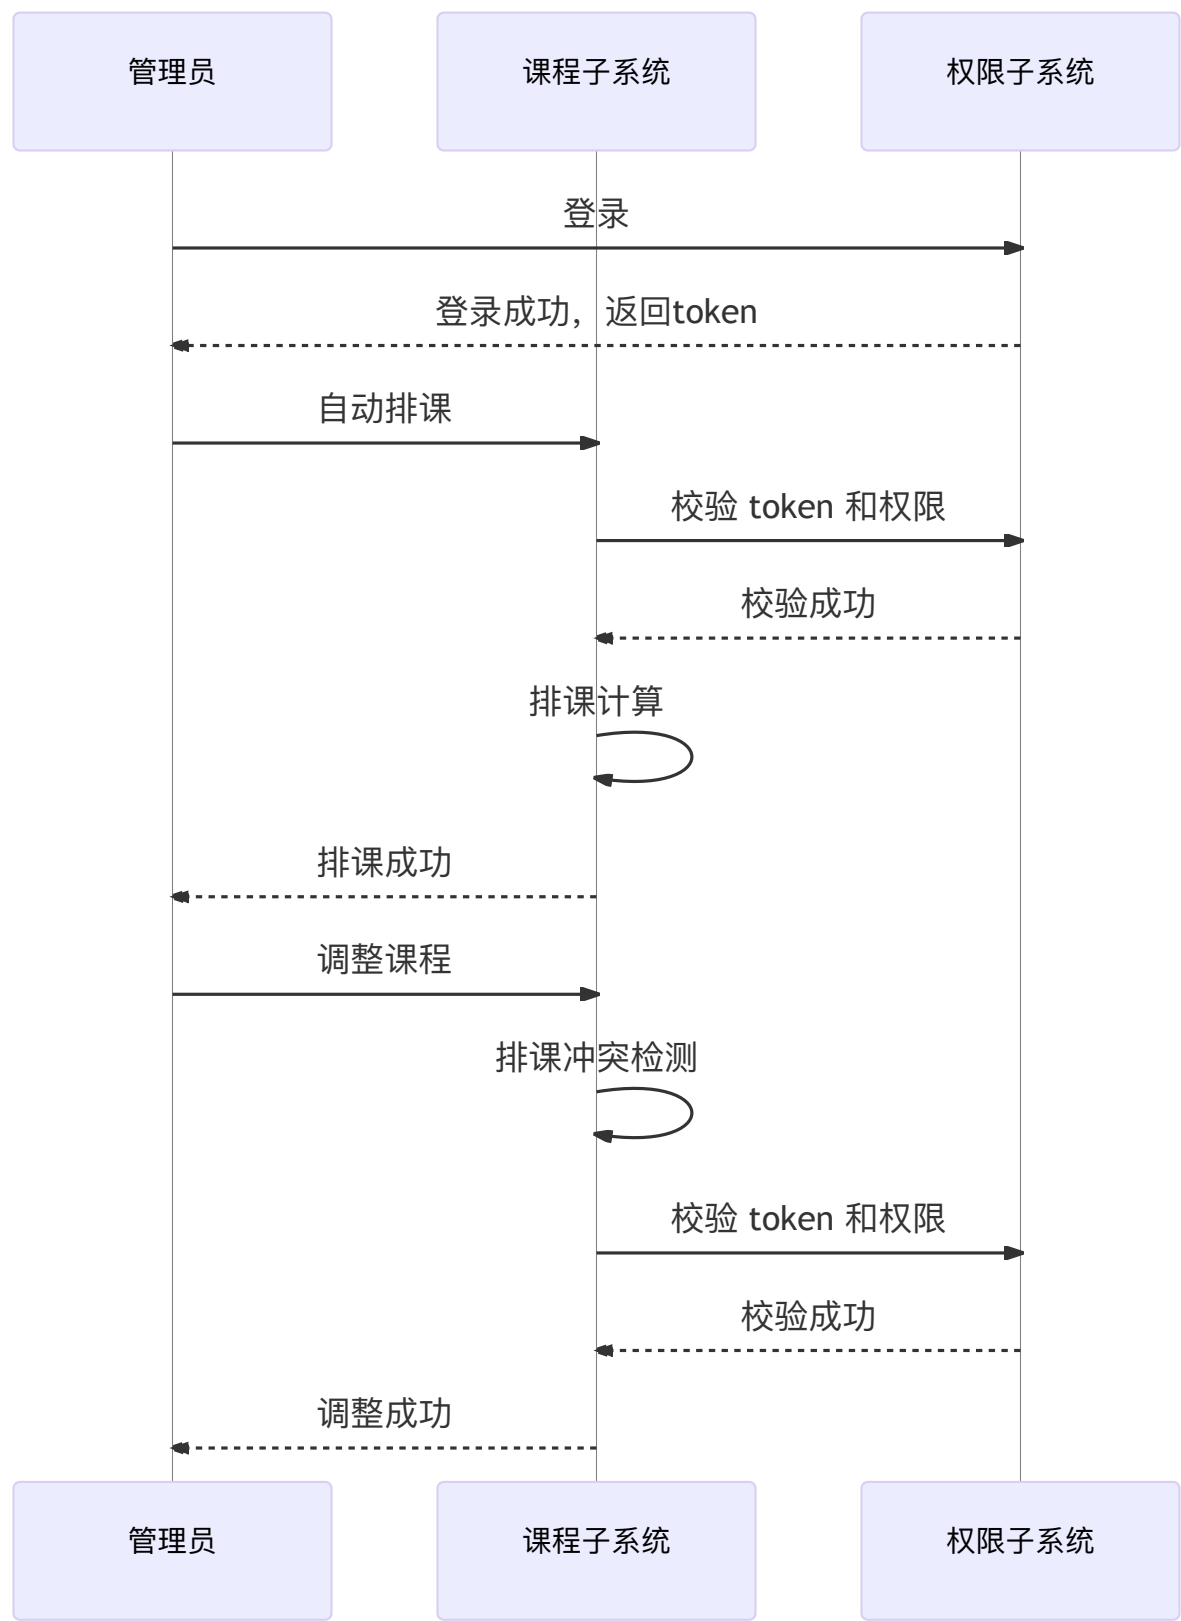 管理员
课程子系统
权限子系统
登录
登录成功，返回token
自动排课
校验 token 和权限
校验成功
排课计算
排课成功
调整课程
排课冲突检测
校验 token 和权限
校验成功
调整成功
管理员
课程子系统
权限子系统